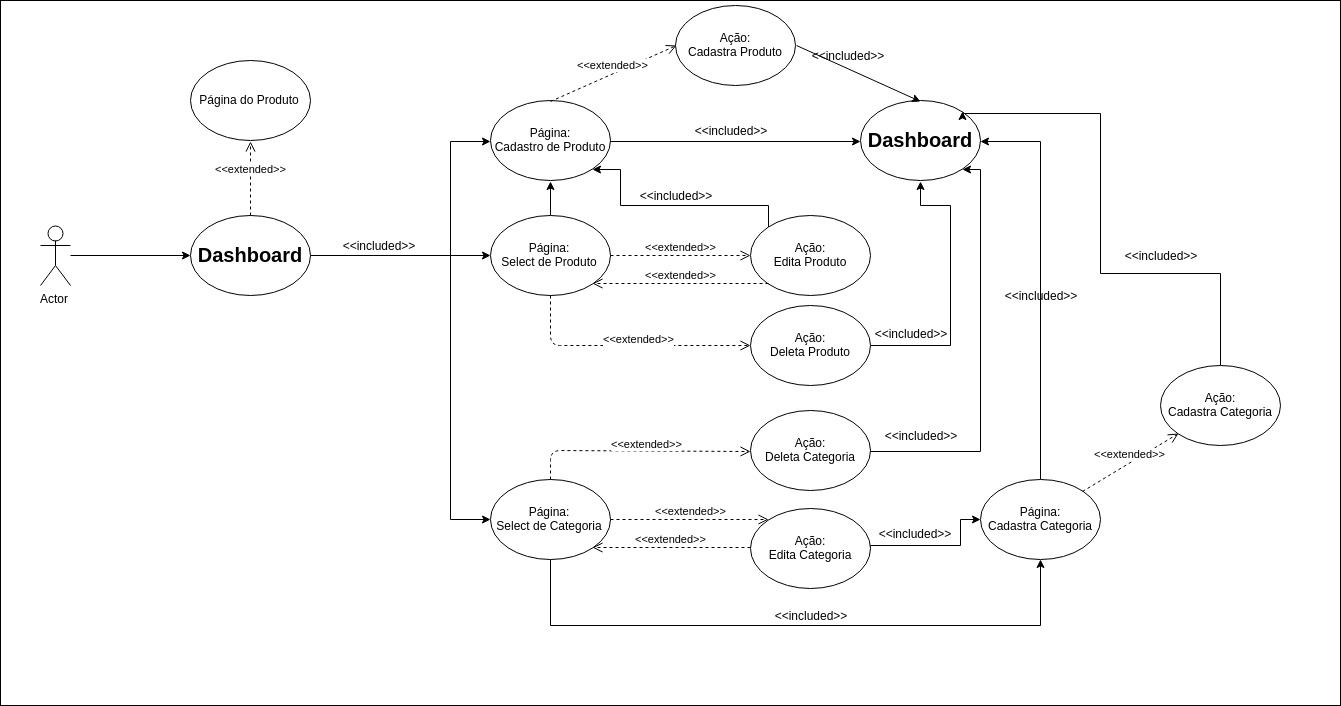 Ação:
Cadastra Produto
<<included>>
<<extended>>
Página do Produto
Página:
Cadastro de Produto
<<included>>
Dashboard
<<extended>>
<<included>>
Actor
Dashboard
<<included>>
Página:
Select de Produto
<<extended>>
<<extended>>
Ação:
Edita Produto
<<included>>
<<included>>
<<extended>>
Ação:
Deleta Produto
<<included>>
Ação:
Cadastra Categoria
<<extended>>
Ação:
Deleta Categoria
<<included>>
<<extended>>
Página:
Select de Categoria
<<extended>>
<<extended>>
Ação:
Edita Categoria
<<included>>
Página:
Cadastra Categoria
<<included>>